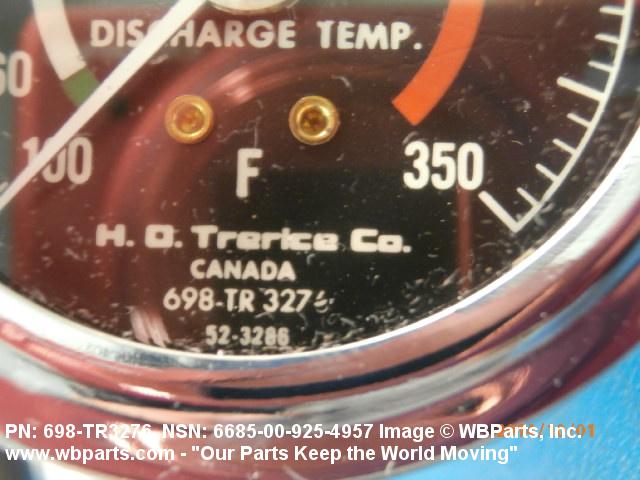 DISCHARGE TEMP.
60
100
350
F
H. O. Trerice Co.
CANADA
698-TR 3276
52-3286
PN: 698-TR3276, NSN: 6685-00-925-4957 Image © WBParts, Inc.
www.wbparts.com - "Our Parts Keep the World Moving"